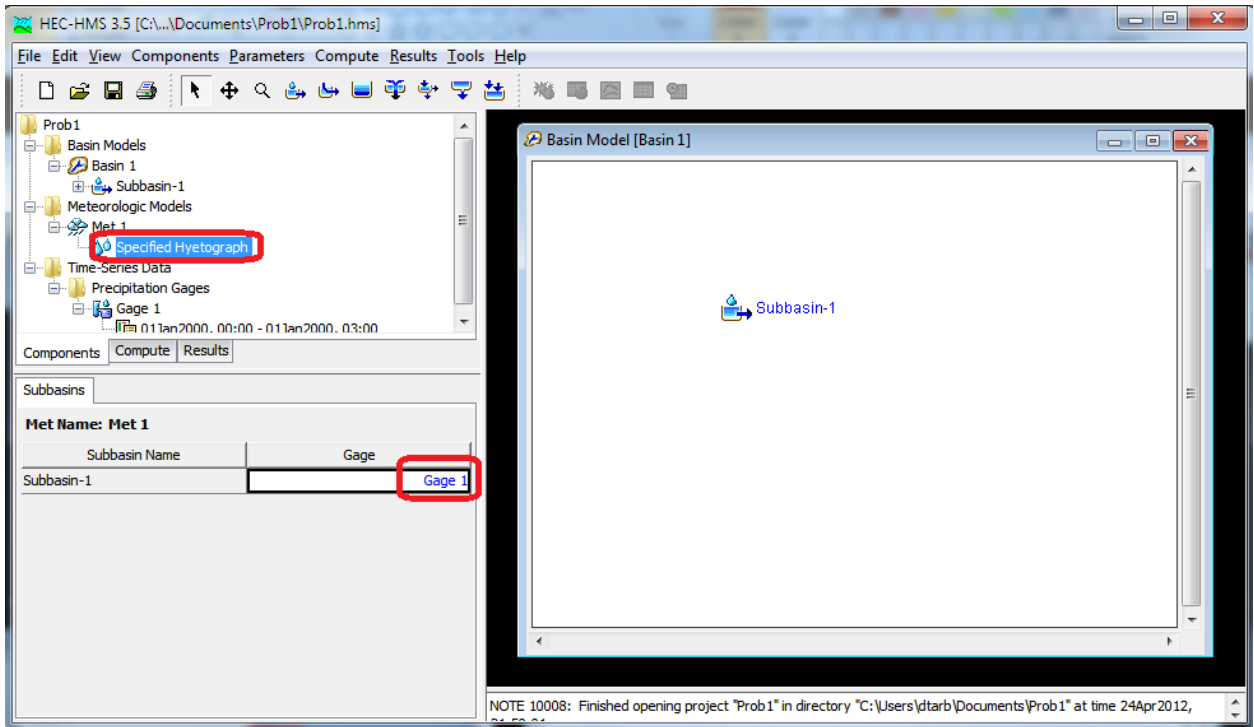 HEC-HMS 3.5 [C:\...\Documents\Prob1\Prob1.hms]
File Edit View Components Parameters Compute Results Tools Help
Prob1
Basin Models
Basin 1
Subbasin-1
Meteorologic Models
Met 1
Specified Hyetograph
Time-Series Data
Precipitation Gages
Gage 1
01Jan2000, 00:00 - 01Jan2000, 03:00
Components Compute Results
Subbasins
Met Name: Met 1
Subbasin Name Gage
Subbasin-1 Gage 1
Basin Model [Basin 1]
Subbasin-1
NOTE 10008: Finished opening project "Prob1" in directory "C:\Users\dtarb\Documents\Prob1" at time 24Apr2012,